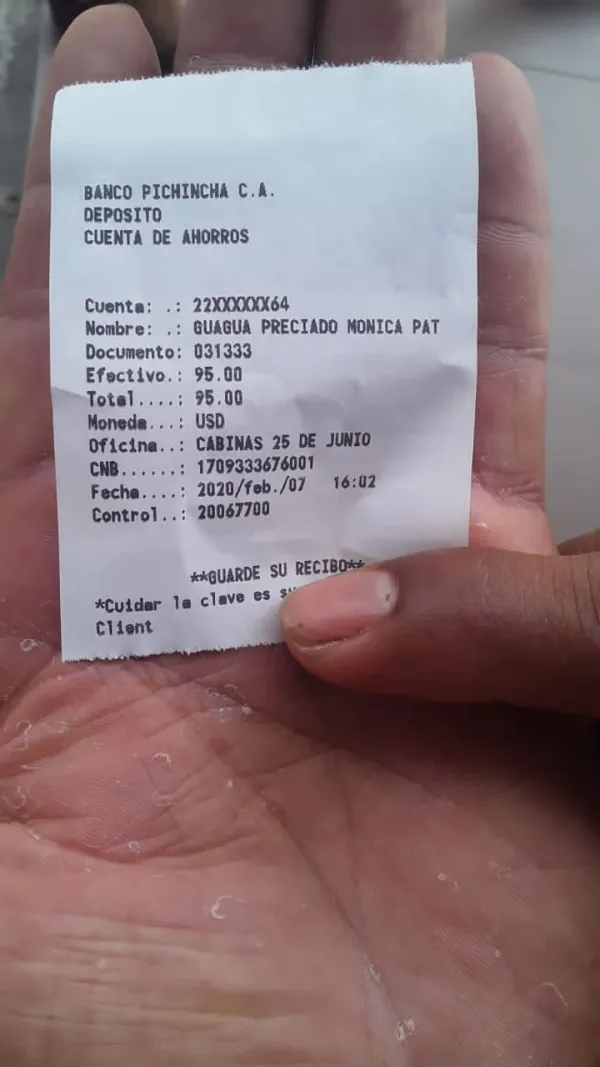 BANCO PICHINCHA C.A.
DEPOSITO
CUENTA DE AHORROS
Cuenta: .: 22XXXXXX64
Nombre: .: GUAGUA PRECIADO MONICA PAT
Documento: 031333
Efectivo.: 95.00
Total....: 95.00
Moneda...: USD
Oficina..: CABINAS 25 DE JUNIO
CNB......: 1709333676001
Fecha....: 2020/feb./07 16:02
Control..: 20067700
**GUARDE SU RECIBO**
*Cuidar la clave es
Client